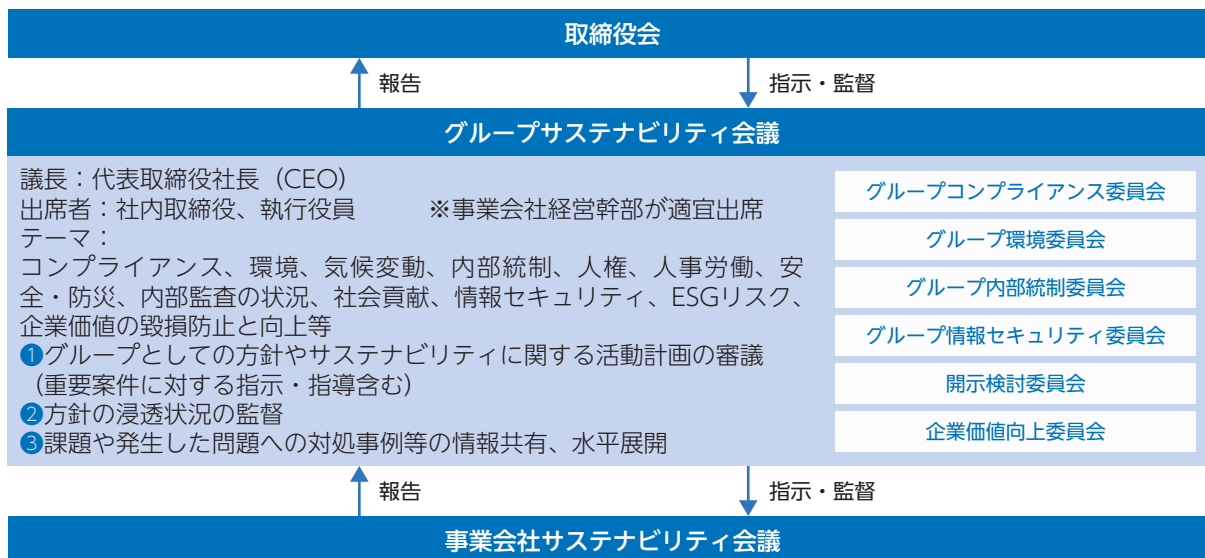 取締役会
報告
指示・監督
グループサステナビリティ会議
議長：代表取締役社長（CEO）
出席者：社内取締役、執行役員　　　※事業会社経営幹部が適宜出席
テーマ：
コンプライアンス、環境、気候変動、内部統制、人権、人事労働、安
全・防災、内部監査の状況、社会貢献、情報セキュリティ、ESGリスク、
企業価値の毀損防止と向上等
❶グループとしての方針やサステナビリティに関する活動計画の審議
（重要案件に対する指示・指導含む）
❷方針の浸透状況の監督
❸課題や発生した問題への対処事例等の情報共有、水平展開
グループコンプライアンス委員会
グループ環境委員会
グループ内部統制委員会
グループ情報セキュリティ委員会
開示検討委員会
企業価値向上委員会
報告
指示・監督
事業会社サステナビリティ会議